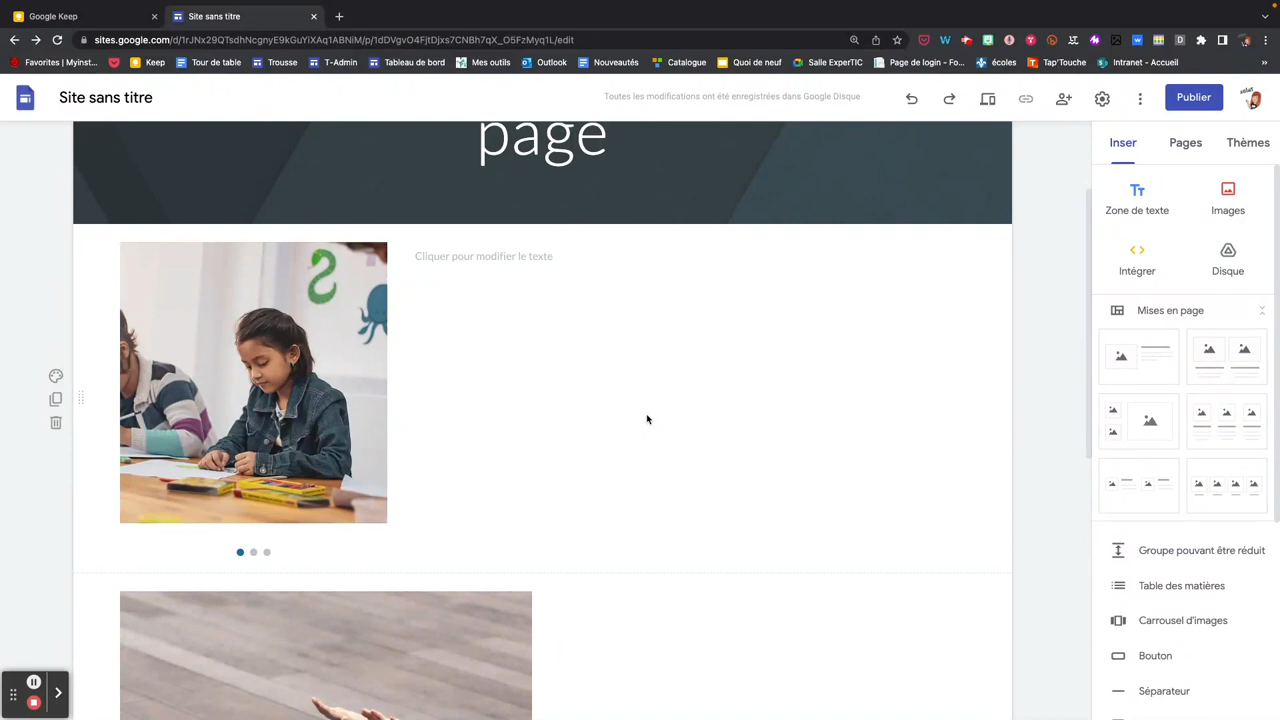 Google Keep
Site sans titre
sites.google.com/d/1rJNx29QTsdhNcgnyE9kGuYiXAq1ABNiM/p/1dDVgvO4FjtDjxs7CNBh7qX_O5FzMyq1L/edit
Favorites | Myinst...
Keep
Tour de table
Trousse
T-Admin
Tableau de bord
Mes outils
Outlook
Nouveautés
Catalogue
Quoi de neuf
Salle ExperTIC
Page de login - Fo...
écoles
Tap'Touche
Intranet - Accueil
Site sans titre
Toutes les modifications ont été enregistrées dans Google Disque
Publier
page
Inser
Pages
Thèmes
Zone de texte
Images
Intégrer
Disque
Cliquer pour modifier le texte
Mises en page
Groupe pouvant être réduit
Table des matières
Carrousel d'images
Bouton
Séparateur